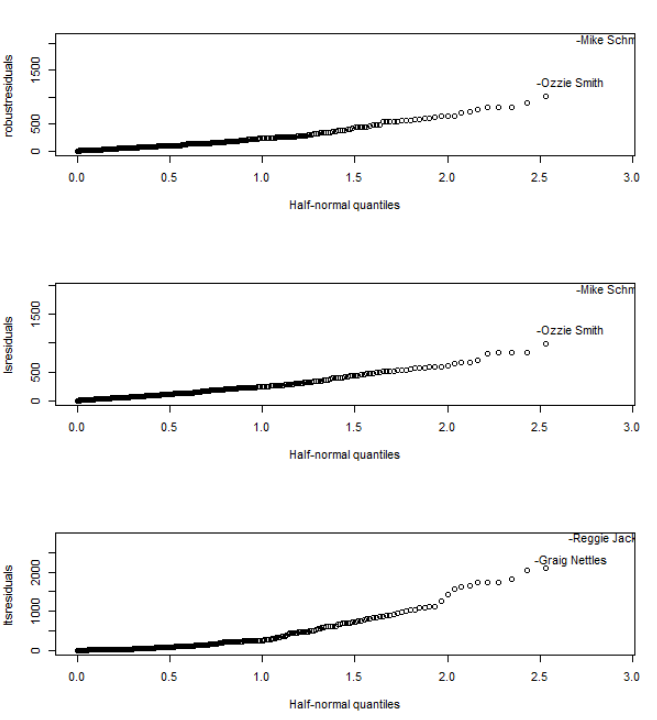 robustresiduals
0 500 1500
-Mike Schm
-Ozzie Smith
0.0 0.5 1.0 1.5 2.0 2.5 3.0
Half-normal quantiles
lsresiduals
0 500 1500
-Mike Schm
-Ozzie Smith
0.0 0.5 1.0 1.5 2.0 2.5 3.0
Half-normal quantiles
ltsresiduals
0 1000 2000
-Reggie Jack
-Graig Nettles
0.0 0.5 1.0 1.5 2.0 2.5 3.0
Half-normal quantiles